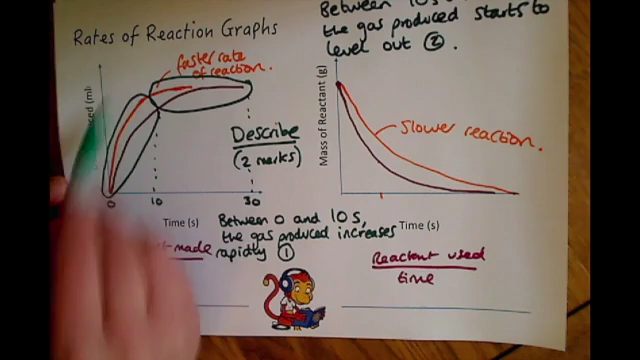 Rates of Reaction Graphs
Between 10s
the gas produced starts to
level out ②.
faster rate
of reaction.
Describe
(2 marks)
0
10
30
Time (s)
Mass of Reactant (g)
slower reaction.
Time (s)
Between 0 and 10s,
the gas produced increases
rapidly ①
made
Reactant used
time